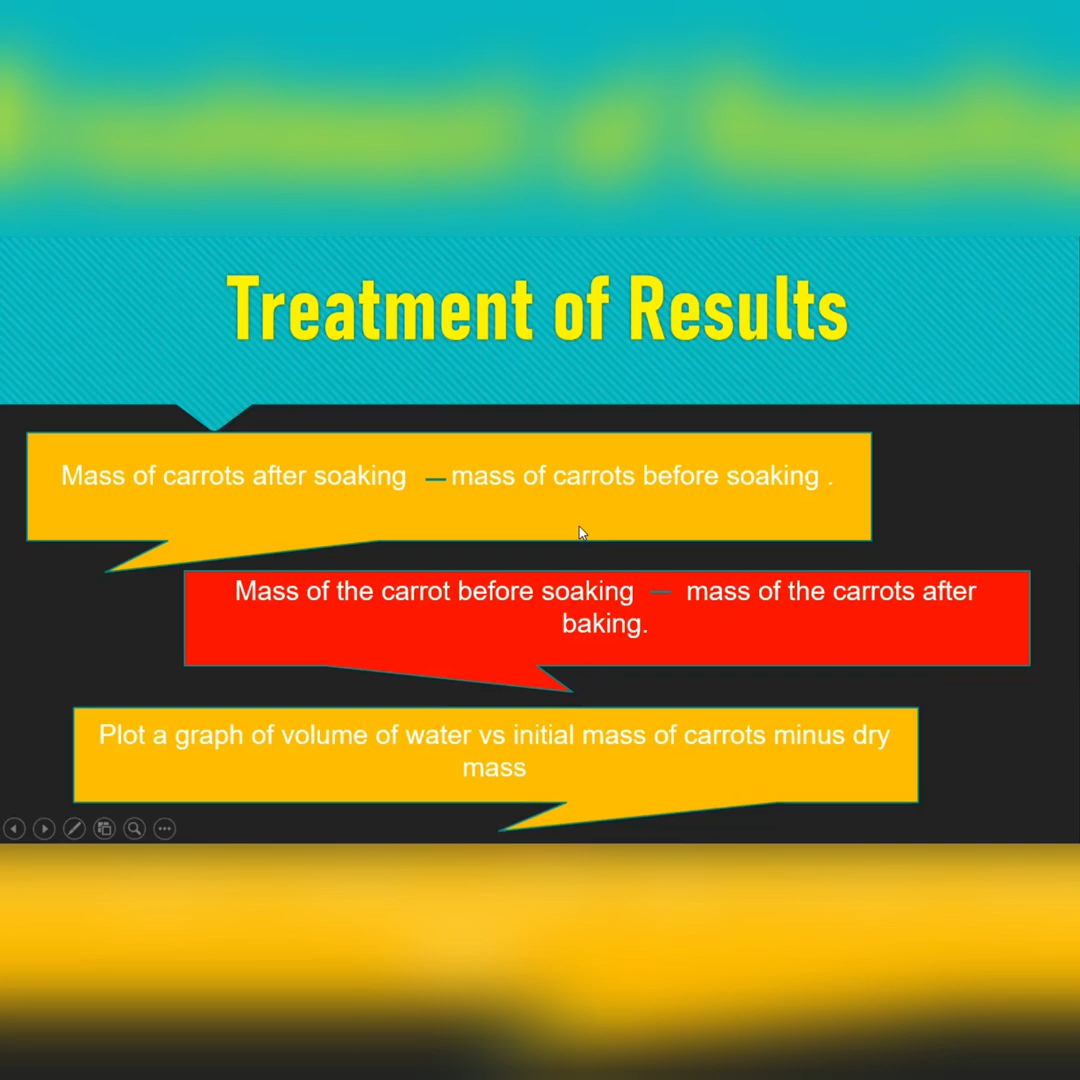 Treatment of Results
Mass of carrots after soaking — mass of carrots before soaking .
Mass of the carrot before soaking — mass of the carrots after
baking.
Plot a graph of volume of water vs initial mass of carrots minus dry
mass